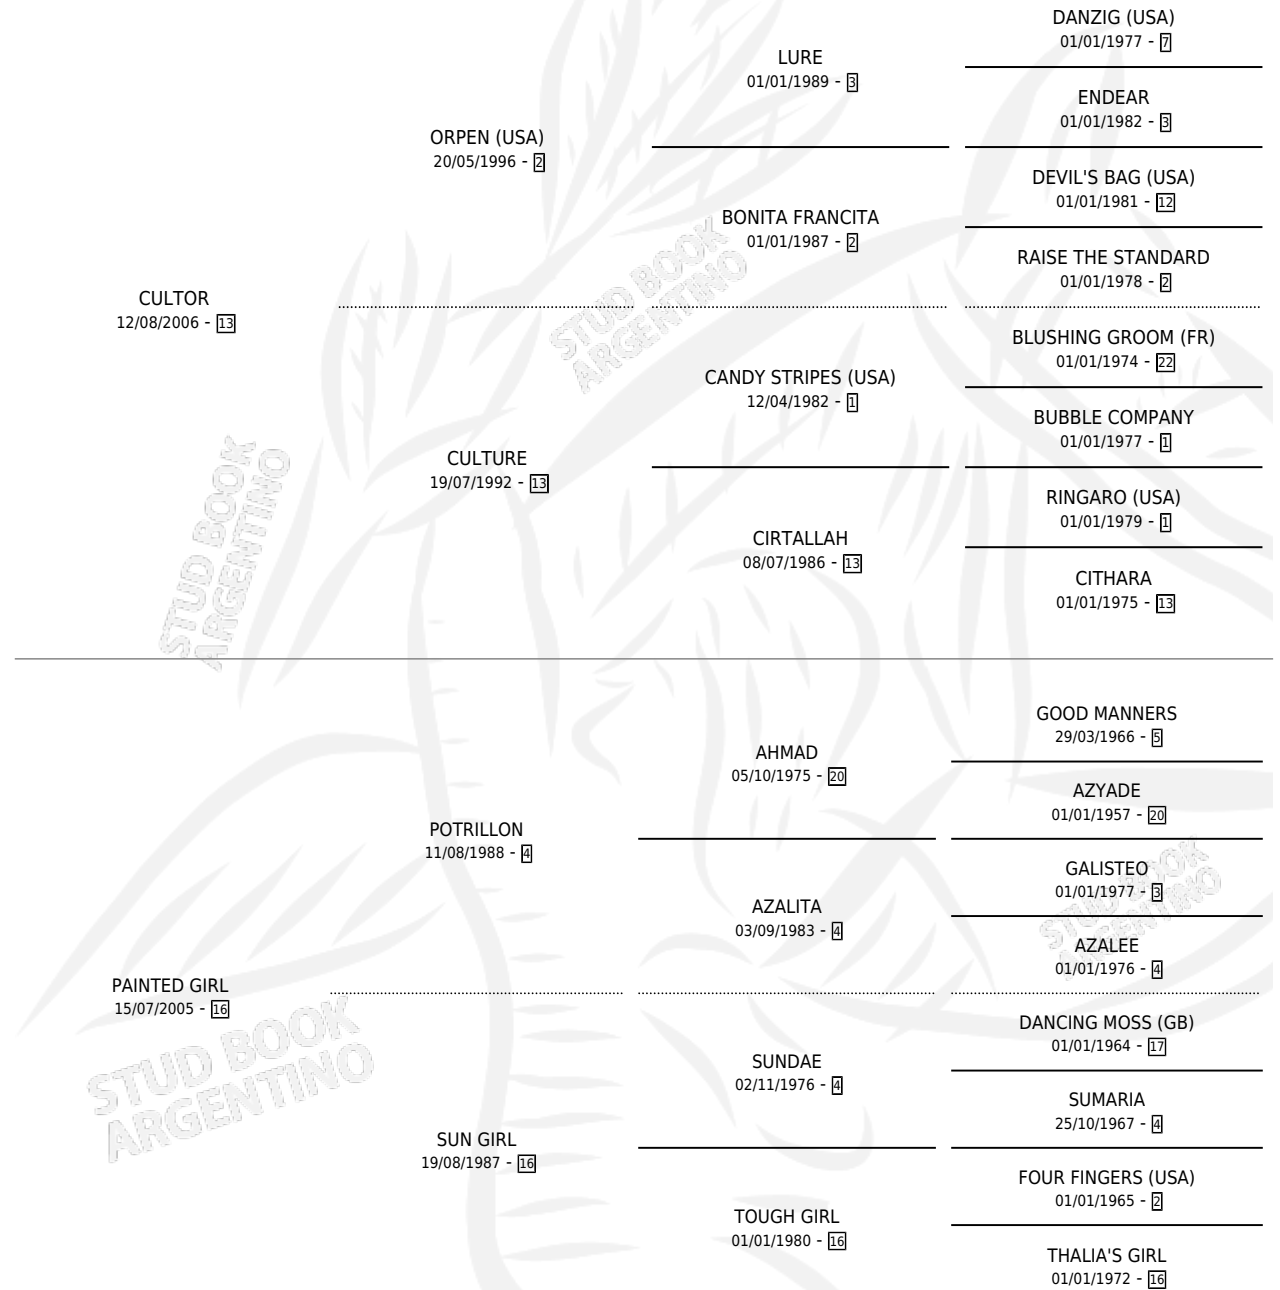 DANZIG (USA)
01/01/1977 - 7
LURE
01/01/1989 - 3
ENDEAR
01/01/1982 - 3
ORPEN (USA)
20/05/1996 - 2
DEVIL'S BAG (USA)
01/01/1981 - 12
BONITA FRANCITA
01/01/1987 - 2
RAISE THE STANDARD
01/01/1978 - 2
CULTOR
12/08/2006 - 13
BLUSHING GROOM (FR)
01/01/1974 - 22
CANDY STRIPES (USA)
12/04/1982 - 1
BUBBLE COMPANY
01/01/1977 - 1
CULTURE
19/07/1992 - 13
RINGARO (USA)
01/01/1979 - 1
CIRTALLAH
08/07/1986 - 13
CITHARA
01/01/1975 - 13
GOOD MANNERS
29/03/1966 - 5
AHMAD
05/10/1975 - 20
AZYADE
01/01/1957 - 20
POTRILLON
11/08/1988 - 4
GALISTEO
01/01/1977 - 3
AZALITA
03/09/1983 - 4
AZALEE
01/01/1976 - 4
PAINTED GIRL
15/07/2005 - 16
DANCING MOSS (GB)
01/01/1964 - 17
SUNDAE
02/11/1976 - 4
SUMARIA
25/10/1967 - 4
SUN GIRL
19/08/1987 - 16
FOUR FINGERS (USA)
01/01/1965 - 2
TOUGH GIRL
01/01/1980 - 16
THALIA'S GIRL
01/01/1972 - 16
STUD BOOK
ARGENTINO
STUD BOOK
ARGENTINO
STUD BOOK
ARGENTINO
STUD BOOK
ARGENTINO